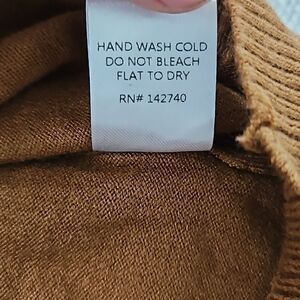 HAND WASH COLD
DO NOT BLEACH
FLAT TO DRY
RN# 142740